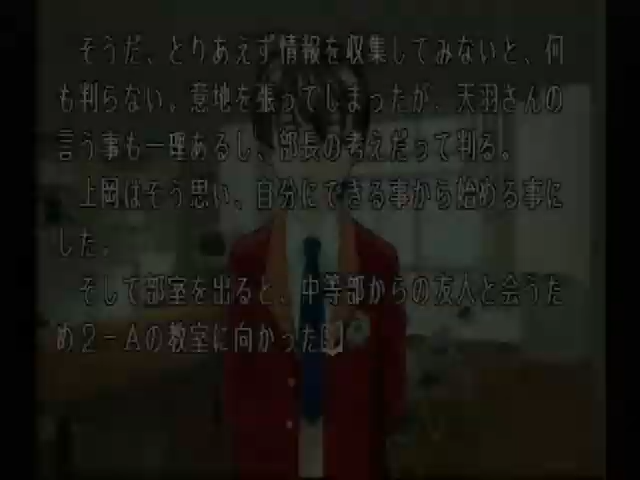 そうだ、とりあえず情報を収集してみないと、何
も判らない。意地を張ってしまったが、天羽さんの
言う事も一理あるし、部長の考えだって判る。
上岡はそう思い、自分にできる事から始める事に
した。
そして部室を出ると、中等部からの友人と会うた
め２－Ａの教室に向かった